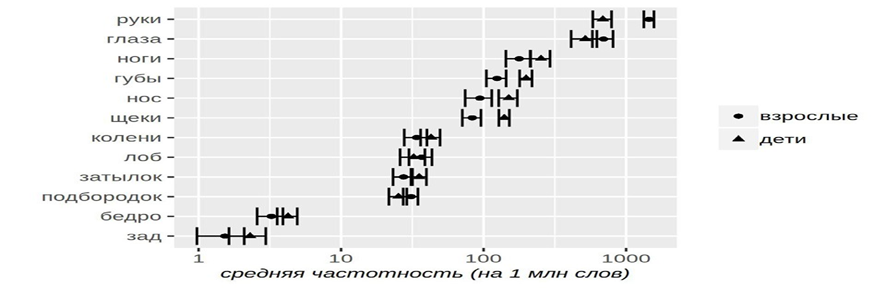 руки
глаза
ноги
губы
нос
щеки
колени
лоб
затылок
подбородок
бедро
зад
взрослые
дети
1 10 100 1000
средняя частотность (на 1 млн слов)